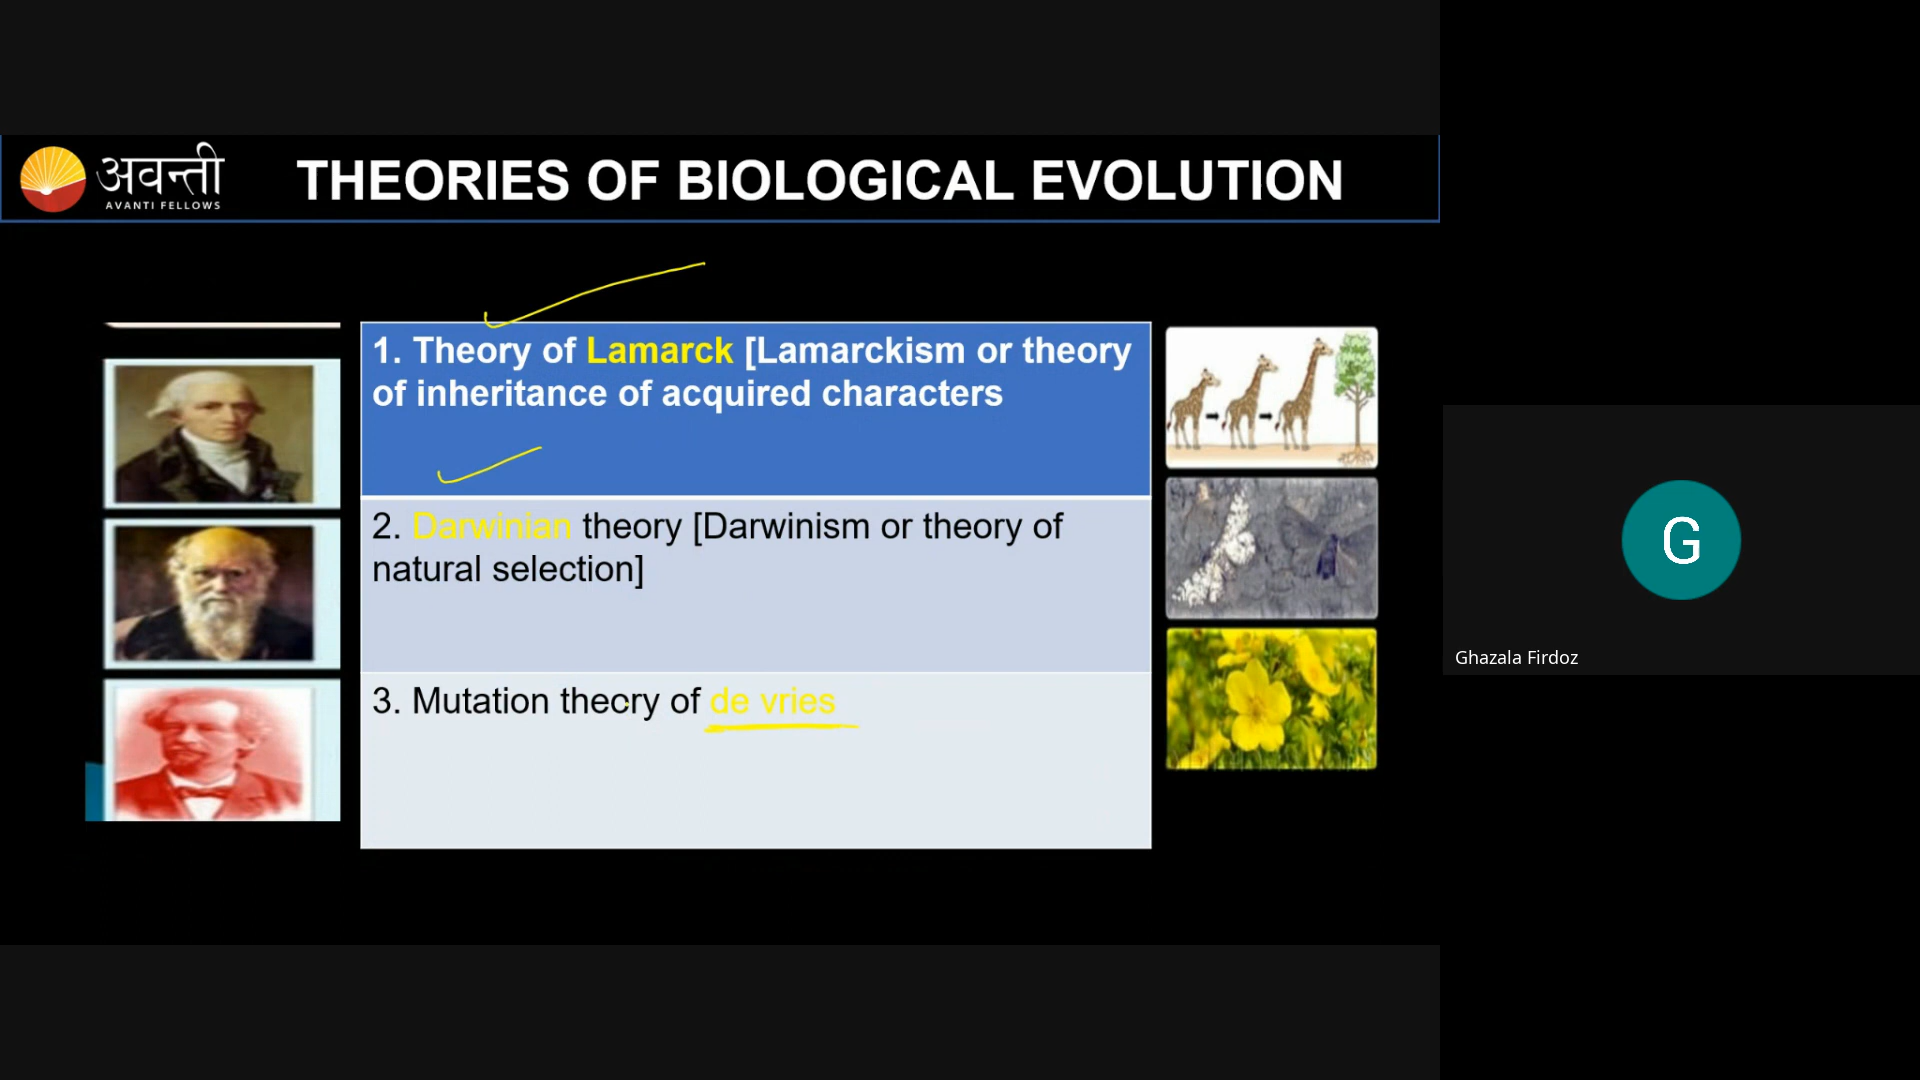 अवन्ती
AVANTI FELLOWS
THEORIES OF BIOLOGICAL EVOLUTION
1. Theory of Lamarck [Lamarckism or theory
of inheritance of acquired characters
2. Darwinian theory [Darwinism or theory of
natural selection]
3. Mutation theory of de vries
G
Ghazala Firdoz